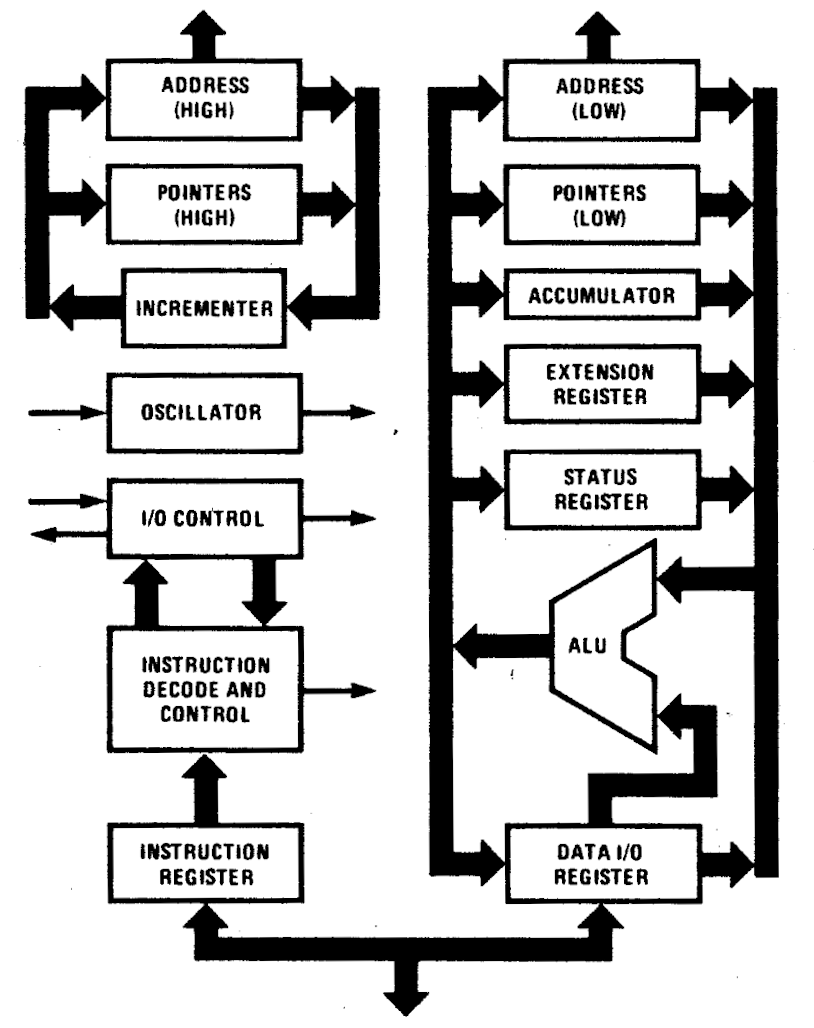 ADDRESS
(HIGH)
POINTERS
(HIGH)
INCREMENTER
OSCILLATOR
I/O CONTROL
INSTRUCTION
DECODE AND
CONTROL
INSTRUCTION
REGISTER
ADDRESS
(LOW)
POINTERS
(LOW)
ACCUMULATOR
EXTENSION
REGISTER
STATUS
REGISTER
ALU
DATA I/O
REGISTER